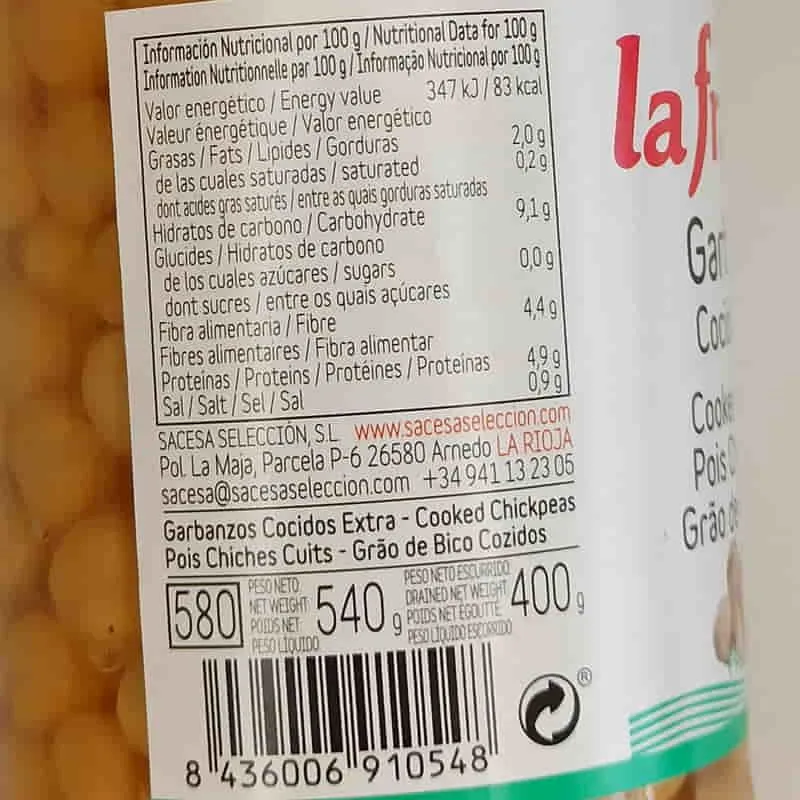 Información Nutricional por 100 g / Nutritional Data for 100 g
Information Nutritionnelle par 100 g / Informação Nutricional por 100 g
Valor energético / Energy value 347 kJ / 83 kcal
Valeur énergétique / Valor energético
Grasas / Fats / Lipides / Gorduras 2,0 g
de las cuales saturadas / saturated 0,2 g
dont acides gras saturés / entre as quais gorduras saturadas
Hidratos de carbono / Carbohydrate 9,1 g
Glucides / Hidratos de carbono
de los cuales azúcares / sugars 0,0 g
dont sucres / entre os quais açúcares
Fibra alimentaria / Fibre 4,4 g
Fibres alimentaires / Fibra alimentar
Proteinas / Proteins / Protéines / Proteinas 4,9 g
Sal / Salt / Sel / Sal 0,9 g
SACESA SELECCIÓN, S.L. www.sacesaseleccion.com
Pol. La Maja, Parcela P-6 26580 Arnedo LA RIOJA
sacesa@sacesaseleccion.com +34 941 13 23 05
Garbanzos Cocidos Extra - Cooked Chickpeas
Pois Chiches Cuits - Grão de Bico Cozidos
580
PESO NETO
NET WEIGHT
POIDS NET
PESO LÍQUIDO
540 g
PESO NETO ESCURRIDO
DRAINED NET WEIGHT
POIDS NET EGOUTTE
PESO LÍQUIDO ESCORRIDO
400 g
8 436006 910548
®
la fr
Gar
Coci
Cooke
Pois
Grão